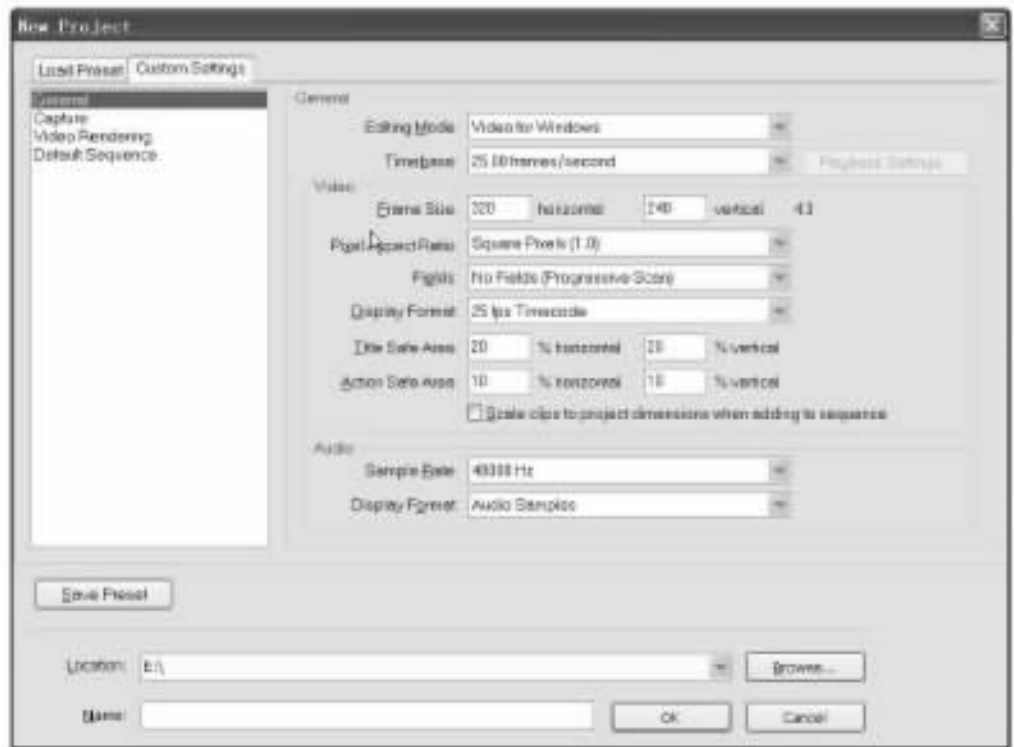 New Project
Load Preset Custom Settings
General
Capture
Video Rendering
Default Sequence
General
Editing Mode: Video for Windows
Timebase: 25.00 frames/second Playback Settings
Video
Frame Size: 320 horizontal 240 vertical 4:3
Pixel Aspect Ratio: Square Pixels (1.0)
Fields: No Fields (Progressive Scan)
Display Format: 25 fps Timecode
Title Safe Area: 20 % horizontal 20 % vertical
Action Safe Area: 10 % horizontal 10 % vertical
Scale clips to project dimensions when adding to sequence
Audio
Sample Rate: 48000 Hz
Display Format: Audio Samples
Save Preset
Location: E:\
Browse...
Name:
OK
Cancel